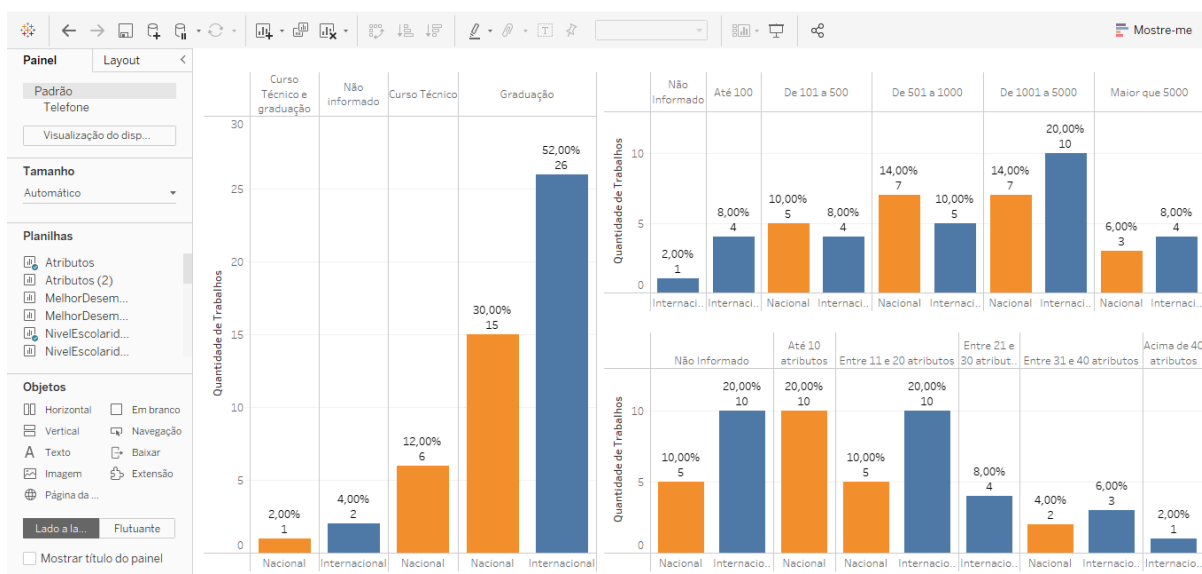 Mostre-me
Painel
Layout
Padrão
Telefone
Visualização do disp...
Tamanho
Automático
Planilhas
Atributos
Atributos (2)
MelhorDesem...
MelhorDesem...
NivelEscolarid...
NivelEscolarid...
Objetos
Horizontal
Em branco
Vertical
Navegação
A Texto
Baixar
Imagem
Extensão
Página da ...
Lado a la...
Flutuante
Mostrar título do painel
Curso
Técnico e
graduação
Não
informado
Curso Técnico
Graduação
Quantidade de Trabalhos
30
25
20
15
10
5
0
2,00%
1
4,00%
2
12,00%
6
30,00%
15
52,00%
26
Nacional
Internacional
Nacional
Nacional
Internacional
Não
Informado
Até 100
De 101 a 500
De 501 a 1000
De 1001 a 5000
Maior que 5000
Quantidade de Trabalhos
10
5
0
2,00%
1
8,00%
4
10,00%
5
8,00%
4
14,00%
7
10,00%
5
14,00%
7
20,00%
10
6,00%
3
8,00%
4
Internaci..
Internaci..
Nacional
Internaci..
Nacional
Internaci..
Nacional
Internaci..
Nacional
Internaci..
Não Informado
Até 10
atributos
Entre 11 e 20 atributos
Entre 21 e
30 atribut..
Entre 31 e 40 atributos
Acima de 40
atributos
Quantidade de Trabalhos
10
5
0
10,00%
5
20,00%
10
20,00%
10
10,00%
5
20,00%
10
8,00%
4
4,00%
2
6,00%
3
2,00%
1
Nacional
Internacio..
Nacional
Nacional
Internacio..
Internacio..
Nacional
Internacio..
Internacio..